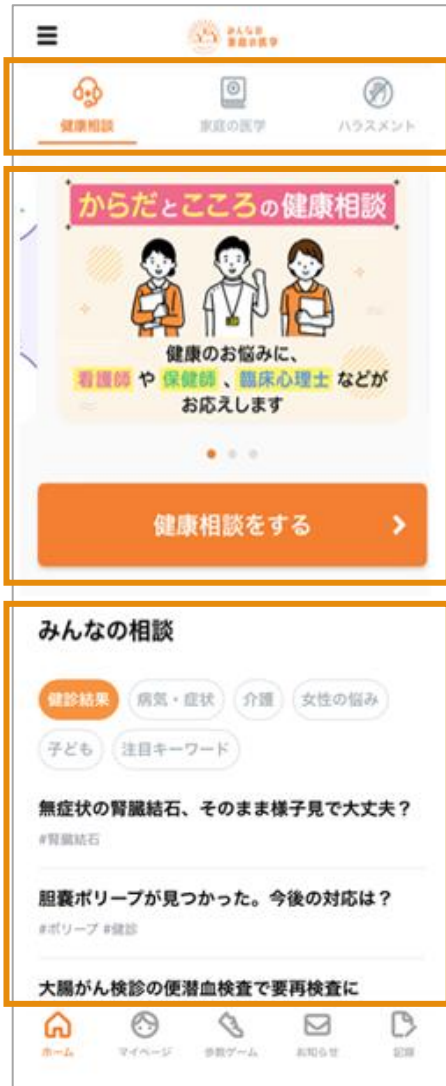 みんなの
家庭の医学
健康相談
家庭の医学
ハラスメント
からだとこころの健康相談
健康のお悩みに、
看護師 や 保健師 、臨床心理士 などが
お応えします
健康相談をする
みんなの相談
健診結果
病気・症状
介護
女性の悩み
子ども
注目キーワード
無症状の腎臓結石、そのまま様子見で大丈夫？
#腎臓結石
胆嚢ポリープが見つかった。今後の対応は？
#ポリープ #健診
大腸がん検診の便潜血検査で要再検査に
ホーム
マイページ
歩数ゲーム
お知らせ
記録